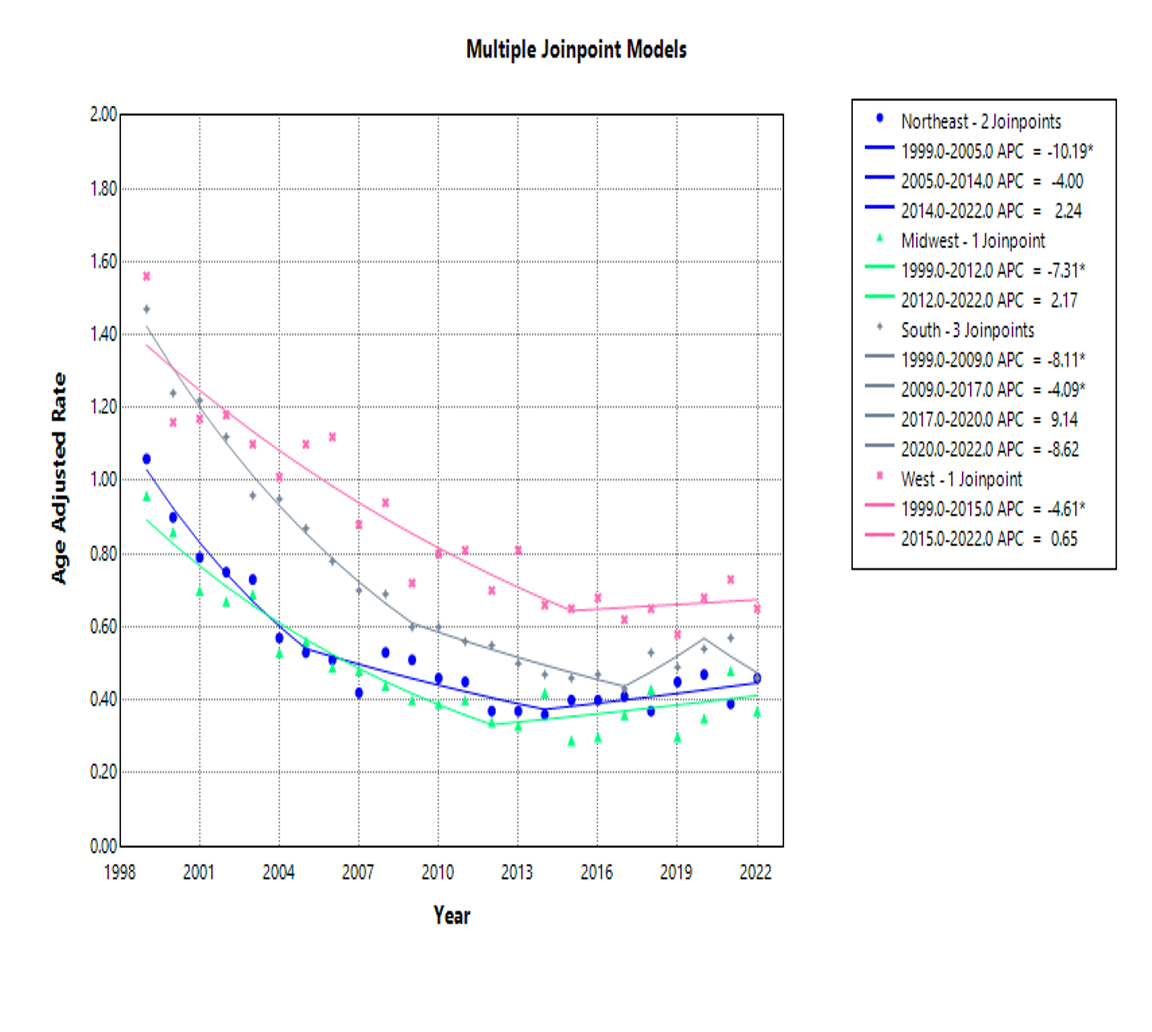 Multiple Joinpoint Models
2.00
1.80
1.60
1.40
1.20
1.00
0.80
0.60
0.40
0.20
0.00
Age Adjusted Rate
1998 2001 2004 2007 2010 2013 2016 2019 2022
Year
Northeast - 2 Joinpoints
1999.0-2005.0 APC = -10.19*
2005.0-2014.0 APC = -4.00
2014.0-2022.0 APC = 2.24
Midwest - 1 Joinpoint
1999.0-2012.0 APC = -7.31*
2012.0-2022.0 APC = 2.17
South - 3 Joinpoints
1999.0-2009.0 APC = -8.11*
2009.0-2017.0 APC = -4.09*
2017.0-2020.0 APC = 9.14
2020.0-2022.0 APC = -8.62
West - 1 Joinpoint
1999.0-2015.0 APC = -4.61*
2015.0-2022.0 APC = 0.65